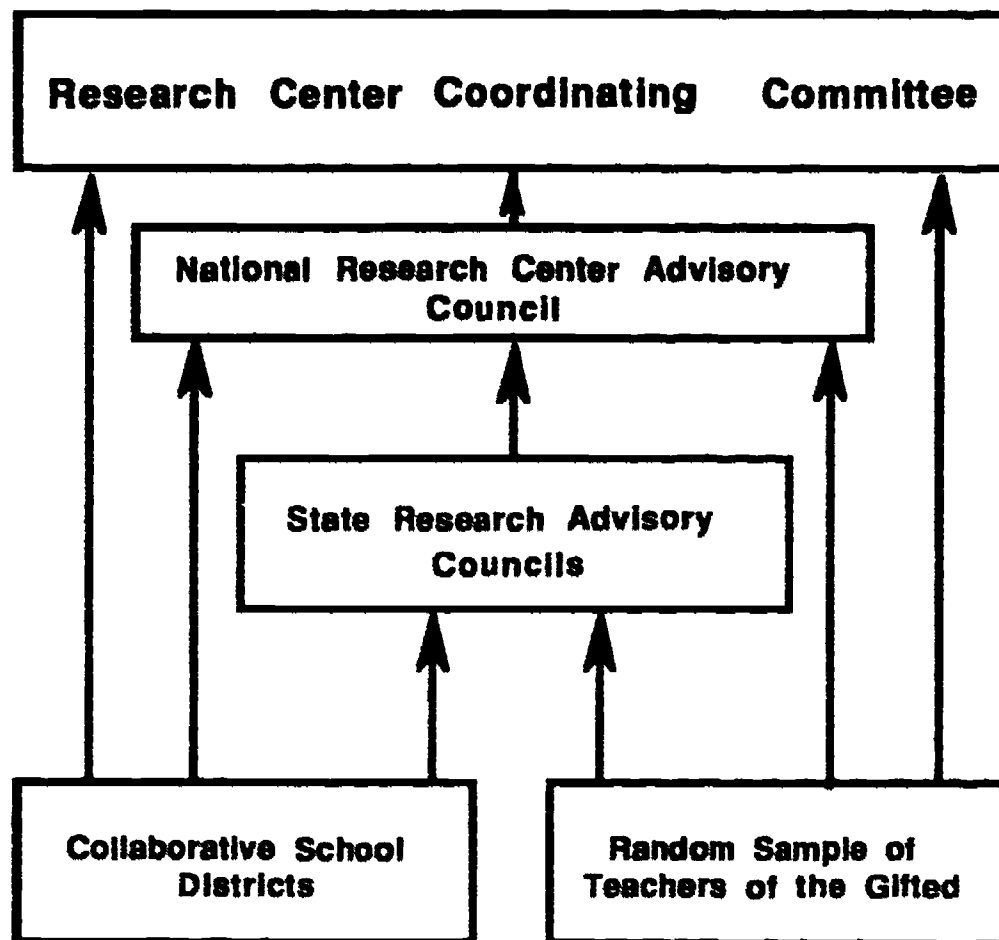 Research Center Coordinating Committee
National Research Center Advisory
Council
State Research Advisory
Councils
Collaborative School
Districts
Random Sample of
Teachers of the Gifted